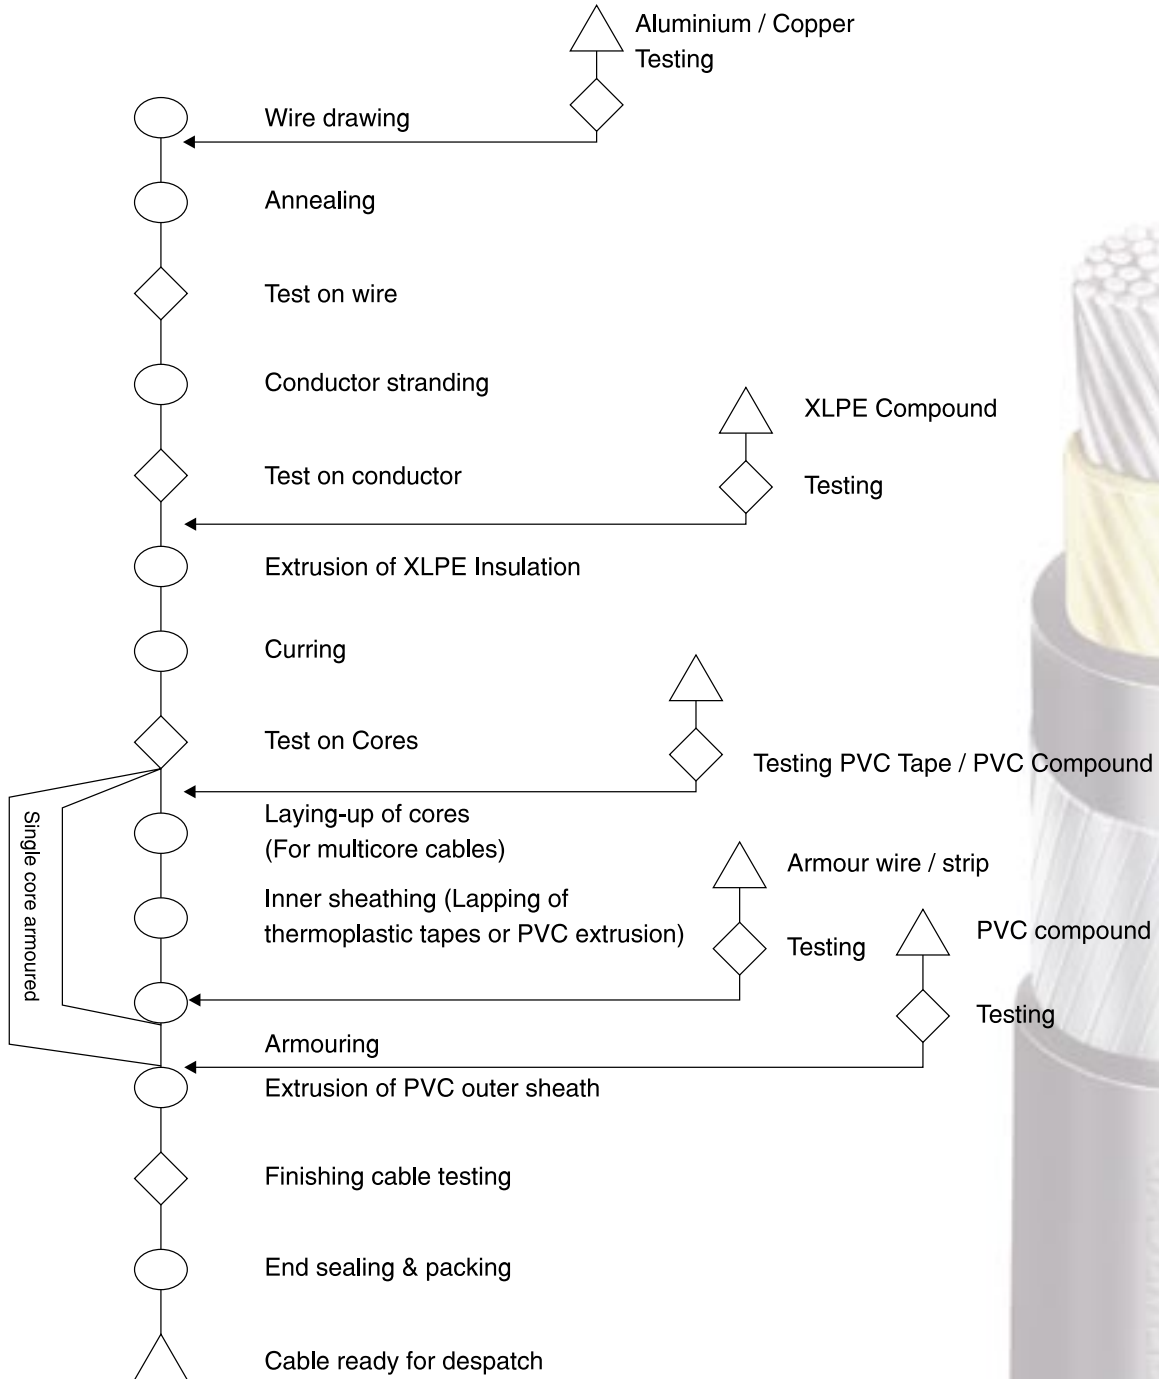 Aluminium / Copper
Testing
Wire drawing
Annealing
Test on wire
Conductor stranding
XLPE Compound
Test on conductor
Testing
Extrusion of XLPE Insulation
Curring
Test on Cores
Testing PVC Tape / PVC Compound
Laying-up of cores
(For multicore cables)
Single core armoured
Armour wire / strip
Inner sheathing (Lapping of
thermoplastic tapes or PVC extrusion)
Testing
PVC compound
Testing
Armouring
Extrusion of PVC outer sheath
Finishing cable testing
End sealing & packing
Cable ready for despatch